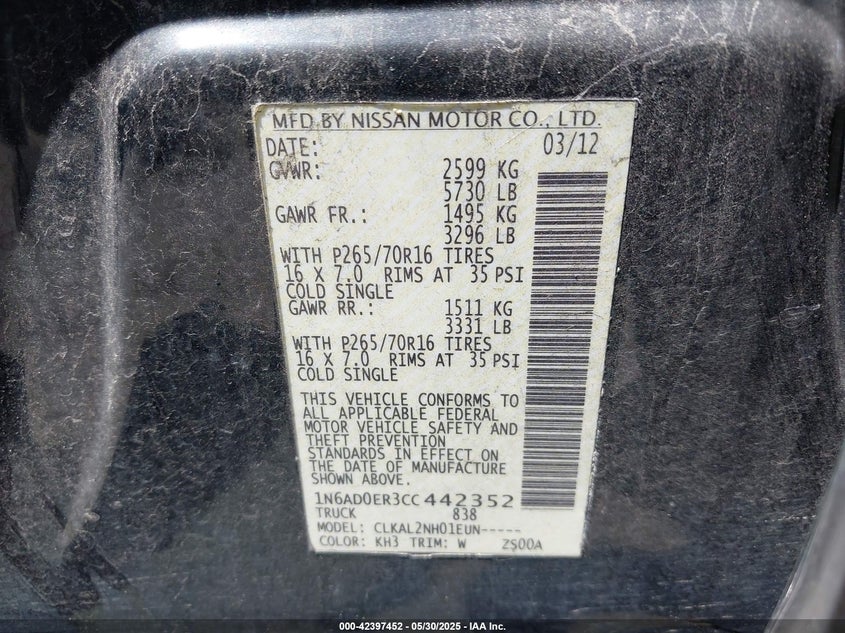 MFD BY NISSAN MOTOR CO., LTD.
DATE: 03/12
GVWR: 2599 KG
5730 LB
GAWR FR.: 1495 KG
3296 LB
WITH P265/70R16 TIRES
16 X 7.0 RIMS AT 35 PSI
COLD SINGLE
GAWR RR.: 1511 KG
3331 LB
WITH P265/70R16 TIRES
16 X 7.0 RIMS AT 35 PSI
COLD SINGLE
THIS VEHICLE CONFORMS TO
ALL APPLICABLE FEDERAL
MOTOR VEHICLE SAFETY AND
THEFT PREVENTION
STANDARDS IN EFFECT ON
THE DATE OF MANUFACTURE
SHOWN ABOVE.
1N6AD0ER3CC442352
TRUCK 838
MODEL: CLKAL2NH01EUN-----
COLOR: KH3 TRIM: W ZS00A
000-42397452 - 05/30/2025 - IAA Inc.